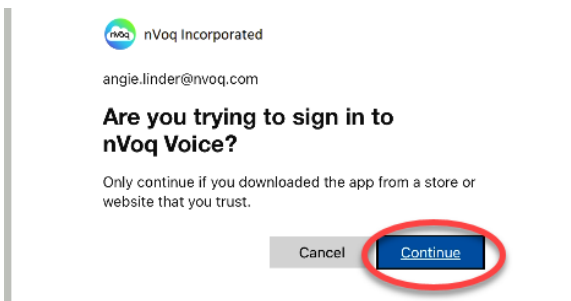 nVoq nVoq Incorporated
angie.linder@nvoq.com
Are you trying to sign in to
nVoq Voice?
Only continue if you downloaded the app from a store or
website that you trust.
Cancel Continue